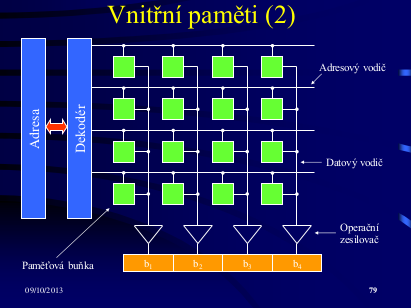 Vnitřní paměti (2)
Adresa
Dekodér
Adresový vodič
Datový vodič
Operační
zesilovač
Paměťová buňka
b1 b2 b3 b4
09/10/2013
79